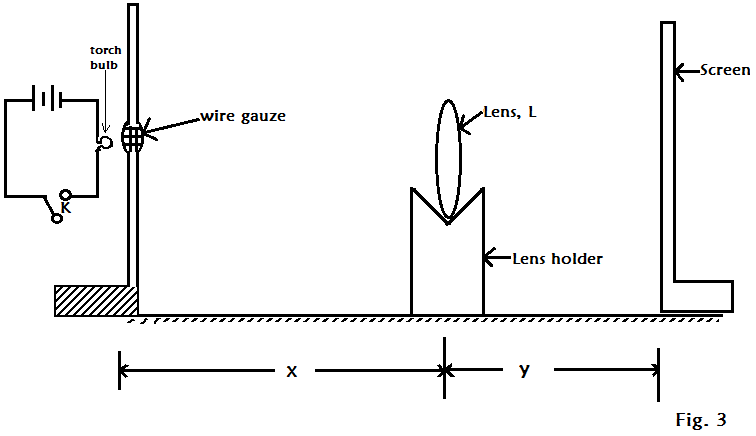 torch
bulb
wire gauze
Screen
Lens, L
K
Lens holder
x
y
Fig. 3